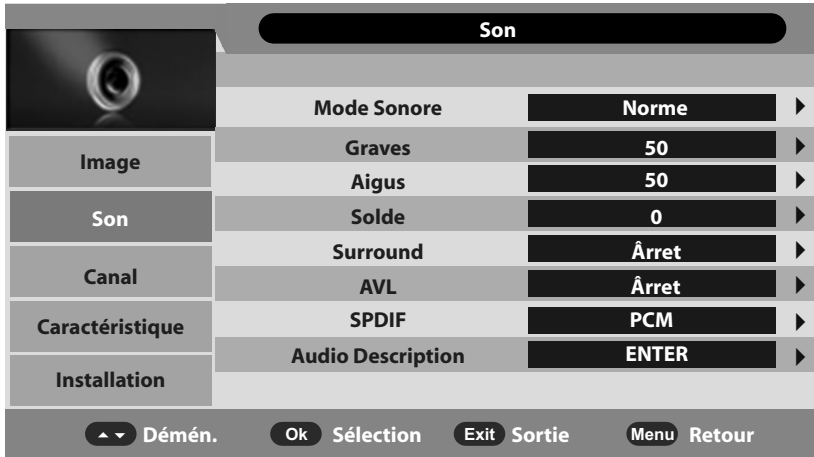 Son
Mode Sonore Norme
Graves 50
Aigus 50
Solde 0
Surround Ârret
AVL Ârret
SPDIF PCM
Audio Description ENTER
Image
Son
Canal
Caractéristique
Installation
Démén. Ok Sélection Exit Sortie Menu Retour